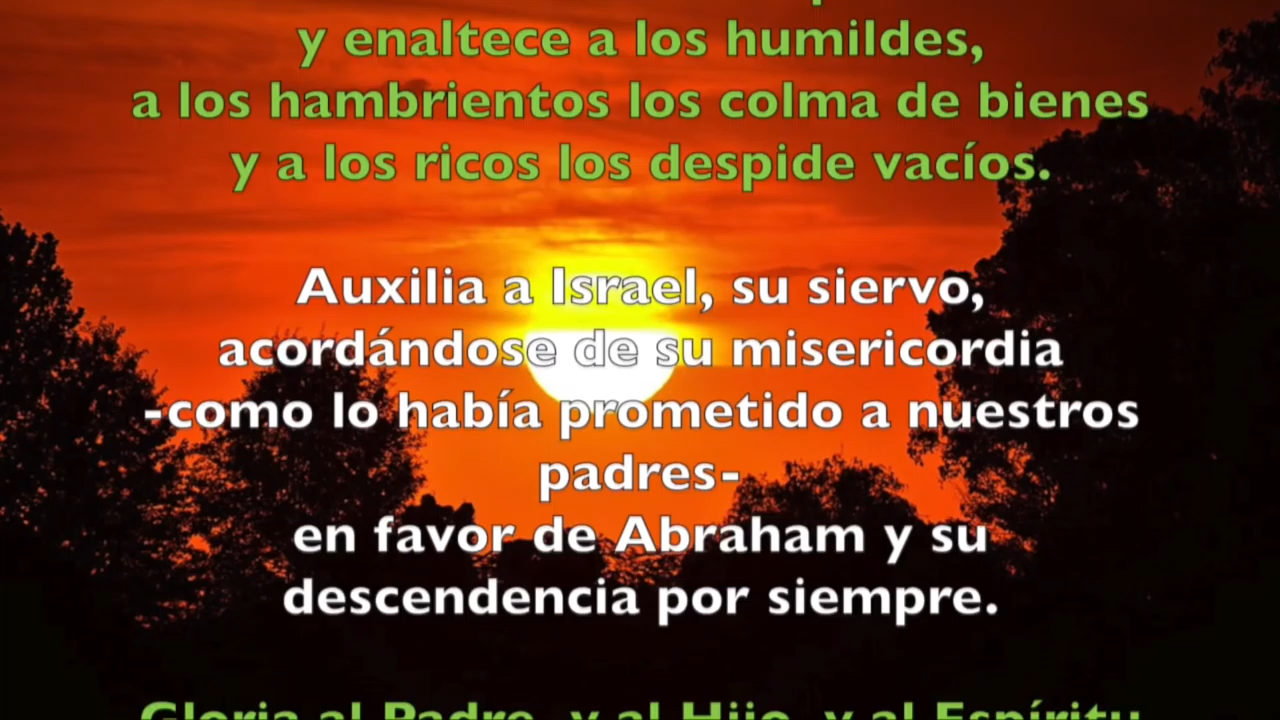 y enaltece a los humildes,
a los hambrientos los colma de bienes
y a los ricos los despide vacíos.
Auxilia a Israel, su siervo,
acordándose de su misericordia
-como lo había prometido a nuestros
padres-
en favor de Abraham y su
descendencia por siempre.
Gloria al Padre, y al Hijo, y al Espíritu